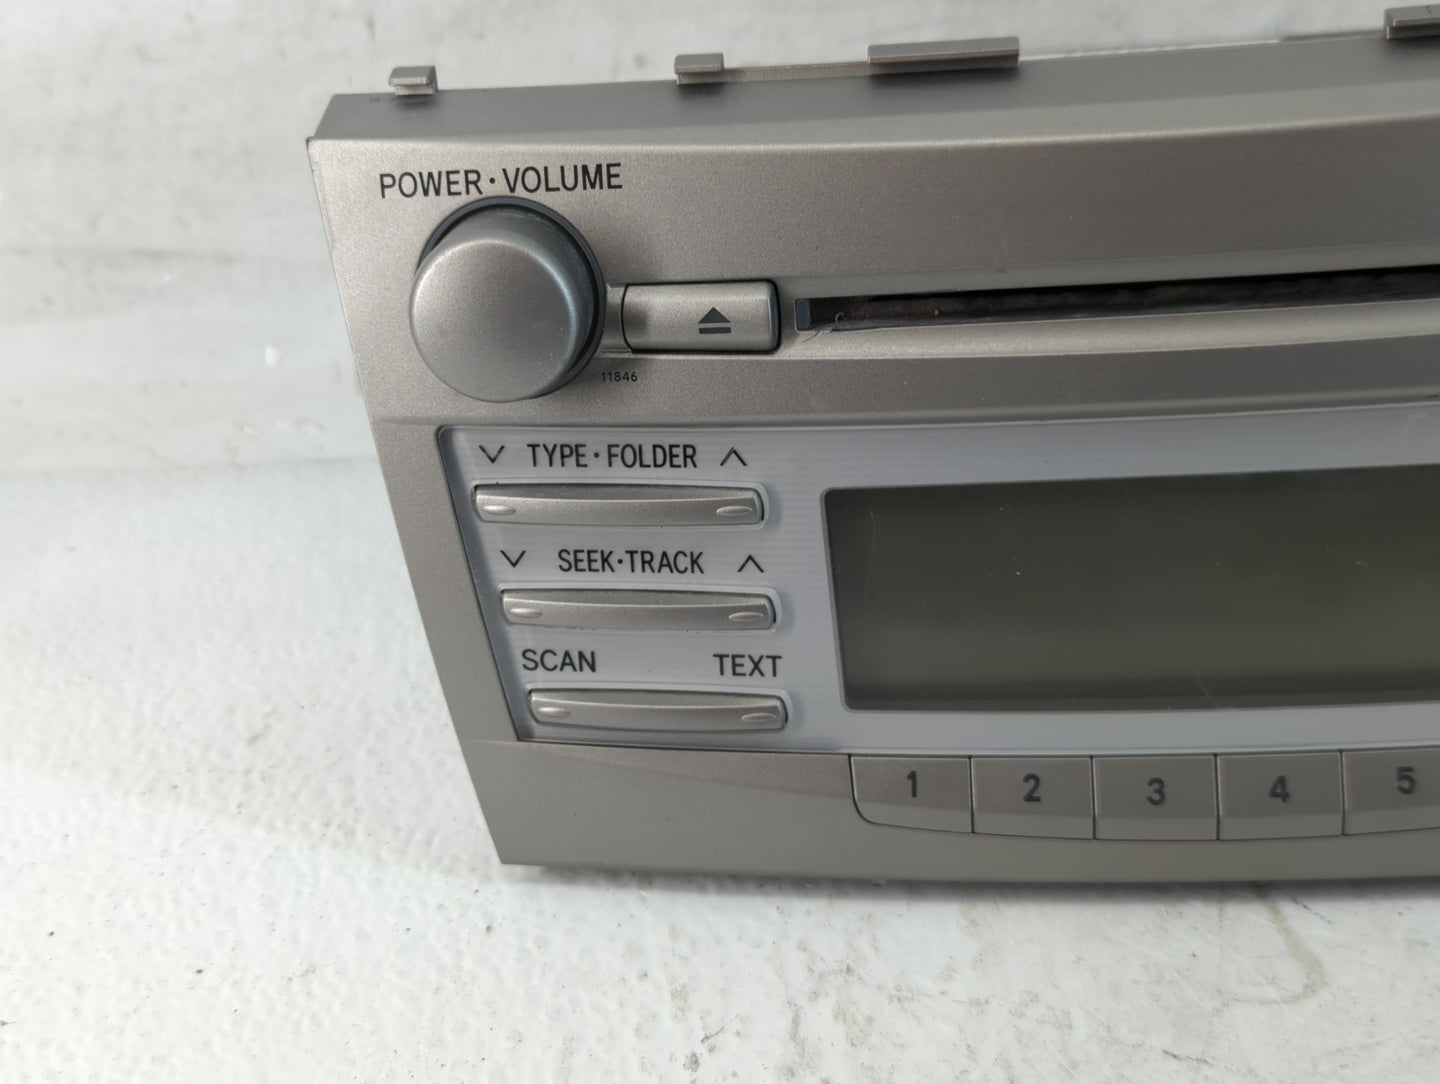 POWER·VOLUME
11846
TYPE·FOLDER
SEEK·TRACK
SCAN TEXT
1 2 3 4 5